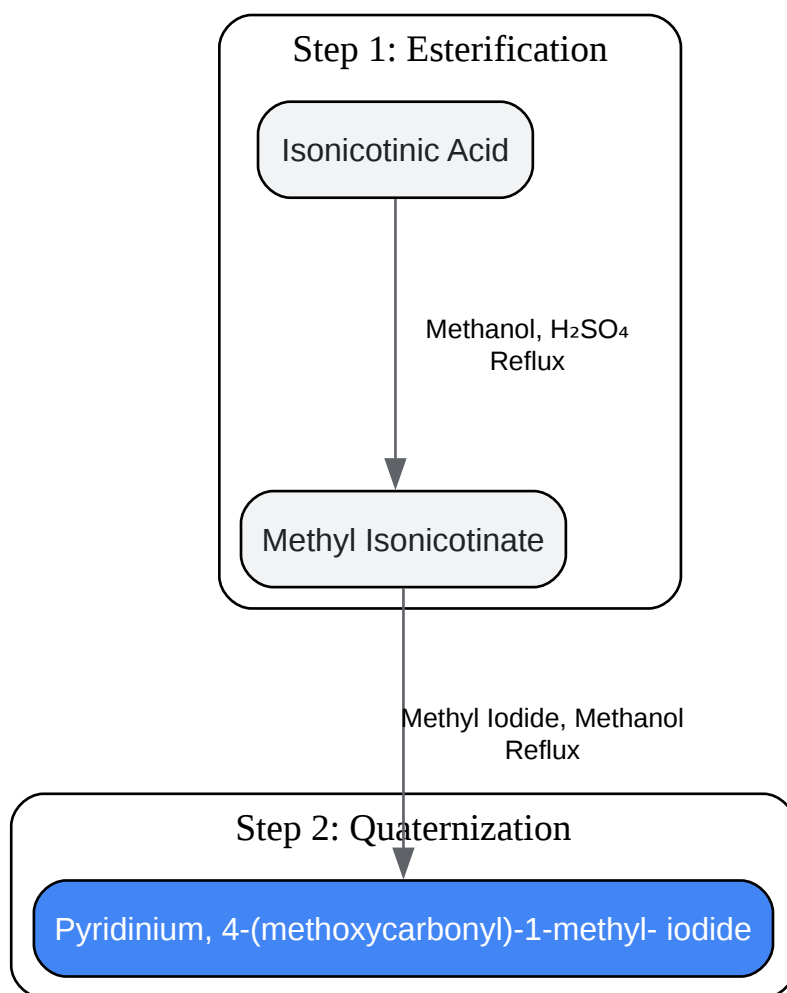 Step 1: Esterification
Isonicotinic Acid
Methanol, H₂SO₄
Reflux
Methyl Isonicotinate
Methyl Iodide, Methanol
Reflux
Step 2: Quaternization
Pyridinium, 4-(methoxycarbonyl)-1-methyl- iodide